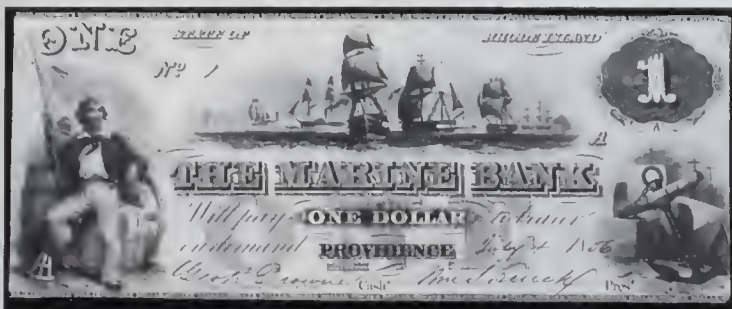 ONE STATE OF RHODE ISLAND 1
No 1
A
THE MARINE BANK
Will pay ONE DOLLAR to bearer
on demand PROVIDENCE July 1856
A Cash. Pres.